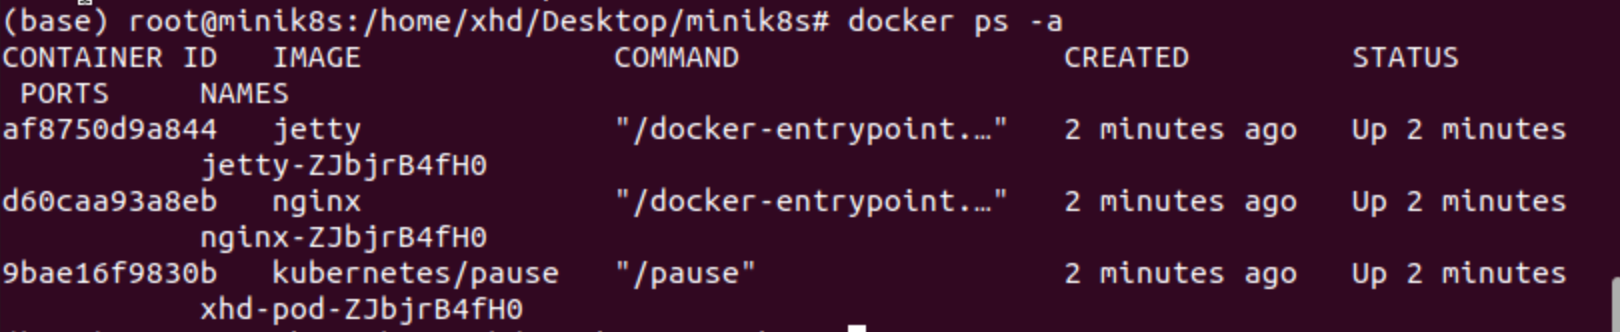 (base) root@minik8s:/home/xhd/Desktop/minik8s# docker ps -a
CONTAINER ID   IMAGE              COMMAND                  CREATED         STATUS
 PORTS     NAMES
af8750d9a844   jetty              "/docker-entrypoint.…"   2 minutes ago   Up 2 minutes
           jetty-ZJbjrB4fH0
d60caa93a8eb   nginx              "/docker-entrypoint.…"   2 minutes ago   Up 2 minutes
           nginx-ZJbjrB4fH0
9bae16f9830b   kubernetes/pause   "/pause"                 2 minutes ago   Up 2 minutes
           xhd-pod-ZJbjrB4fH0